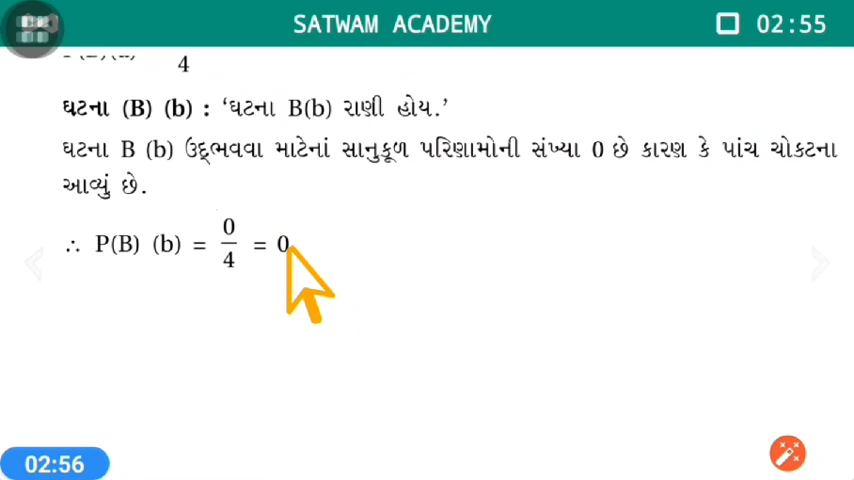 SATWAM ACADEMY
02:55
4
ઘટના (B) (b) : ‘ઘટના B(b) રાણી હોય.’
ઘટના B (b) ઉદ્ભવવા માટેનાં સાનુકૂળ પરિણામોની સંખ્યા 0 છે કારણ કે પાંચ ચોકટના
આવ્યું છે.
∴ P(B) (b) = 0/4 = 0
02:56